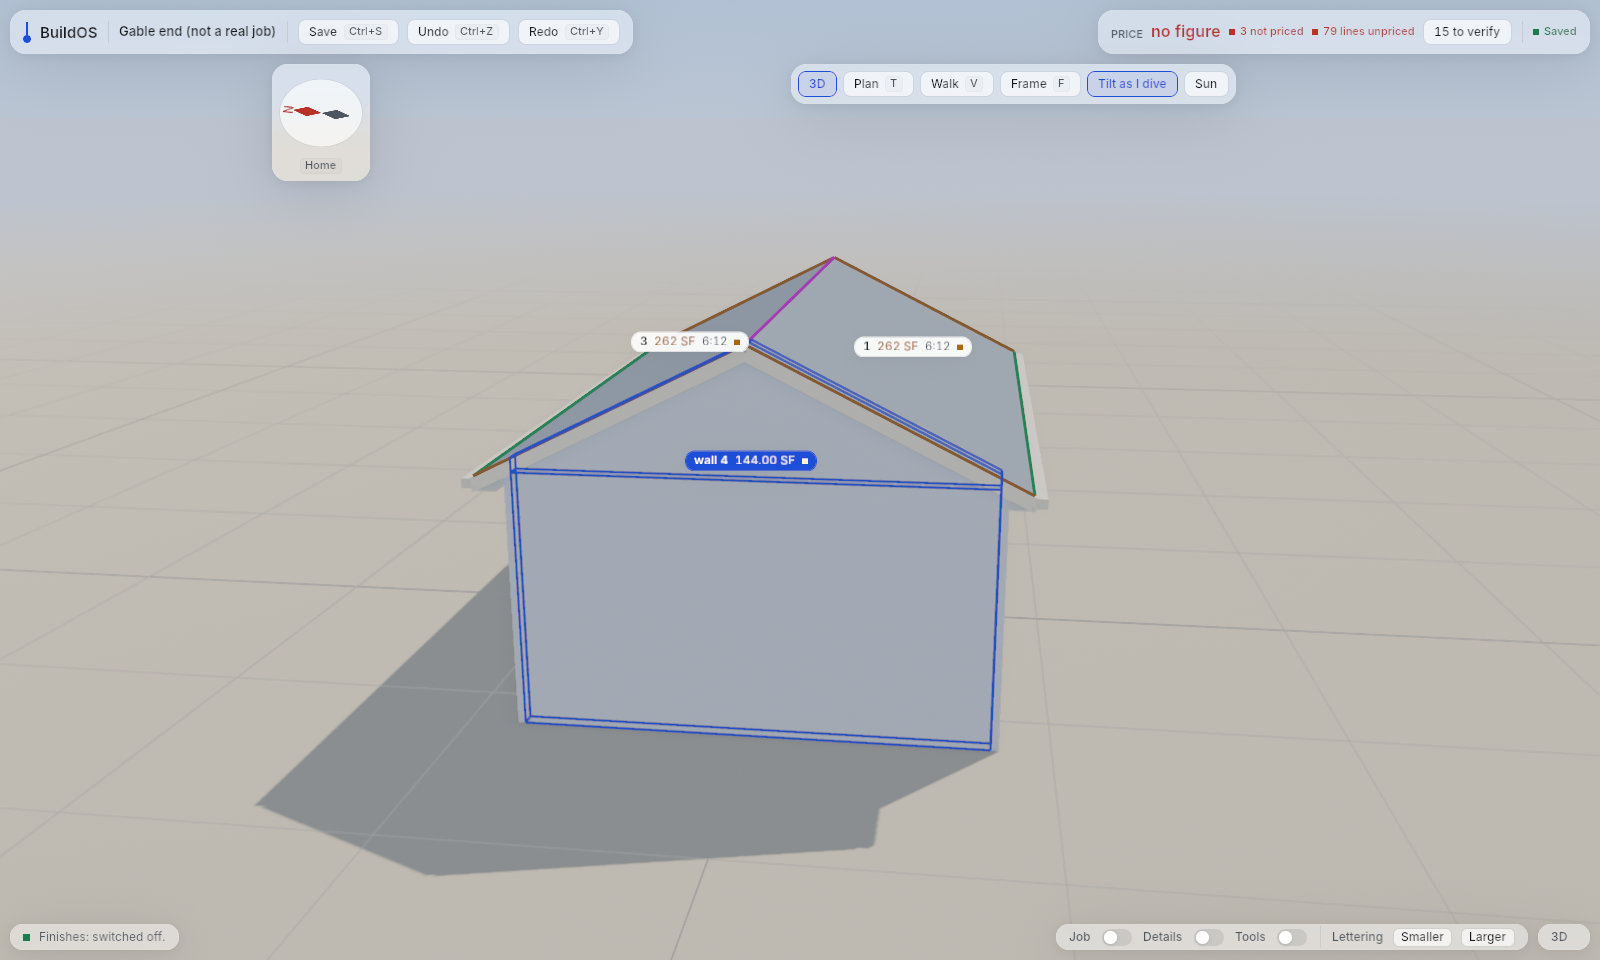 BuildOS Gable end (not a real job) Save Ctrl+S Undo Ctrl+Z Redo Ctrl+Y
PRICE no figure 3 not priced 79 lines unpriced 15 to verify Saved
3D Plan T Walk V Frame F Tilt as I dive Sun
N
Home
3 262 SF 6:12
1 262 SF 6:12
wall 4 144.00 SF
Finishes: switched off.
Job Details Tools Lettering Smaller Larger 3D